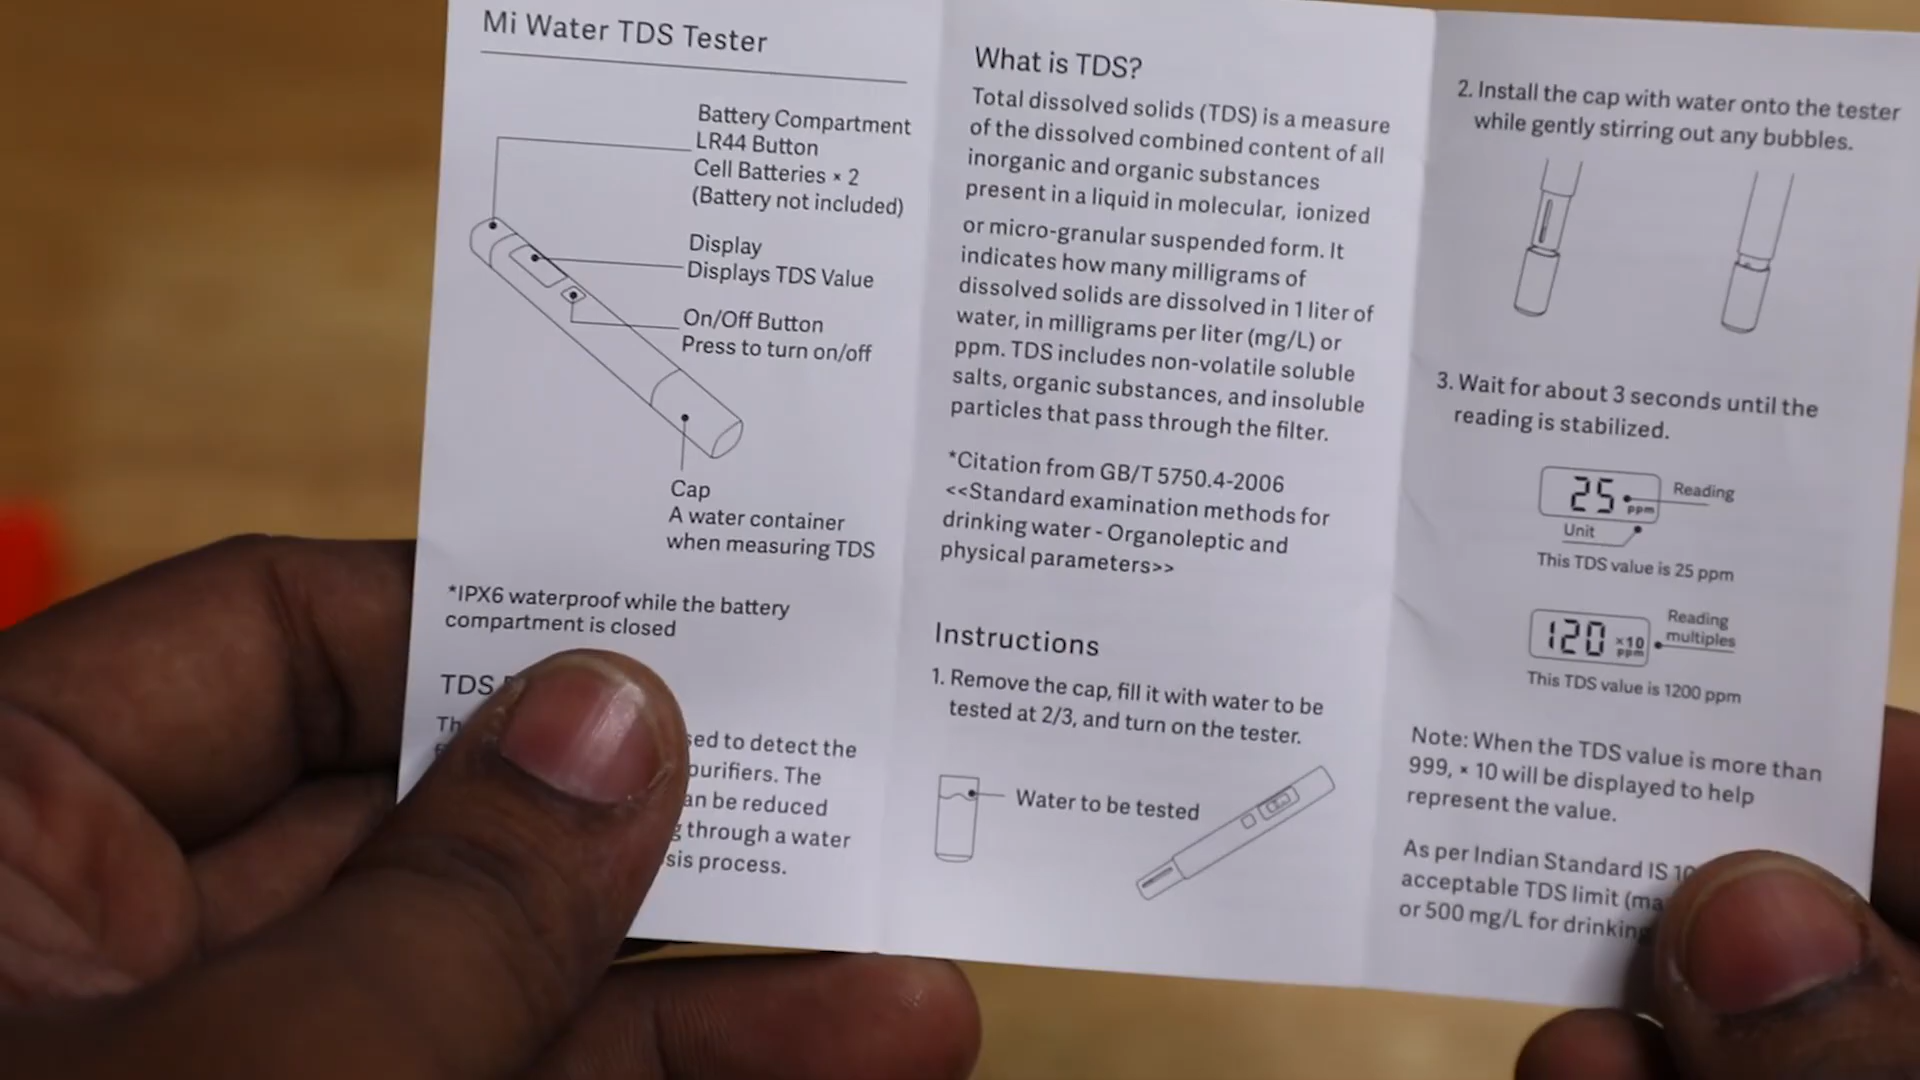 Mi Water TDS Tester
Battery Compartment
LR44 Button
Cell Batteries × 2
(Battery not included)
Display
Displays TDS Value
On/Off Button
Press to turn on/off
Cap
A water container
when measuring TDS
*IPX6 waterproof while the battery
compartment is closed
TDS
sed to detect the
purifiers. The
an be reduced
through a water
sis process.
What is TDS?
Total dissolved solids (TDS) is a measure
of the dissolved combined content of all
inorganic and organic substances
present in a liquid in molecular, ionized
or micro-granular suspended form. It
indicates how many milligrams of
dissolved solids are dissolved in 1 liter of
water, in milligrams per liter (mg/L) or
ppm. TDS includes non-volatile soluble
salts, organic substances, and insoluble
particles that pass through the filter.
*Citation from GB/T 5750.4-2006
<<Standard examination methods for
drinking water - Organoleptic and
physical parameters>>
Instructions
1. Remove the cap, fill it with water to be
tested at 2/3, and turn on the tester.
Water to be tested
2. Install the cap with water onto the tester
while gently stirring out any bubbles.
3. Wait for about 3 seconds until the
reading is stabilized.
25 ppm
Reading
Unit
This TDS value is 25 ppm
120 ×10 ppm
Reading
multiples
This TDS value is 1200 ppm
Note: When the TDS value is more than
999, × 10 will be displayed to help
represent the value.
As per Indian Standard IS 10
acceptable TDS limit (ma
or 500 mg/L for drinking